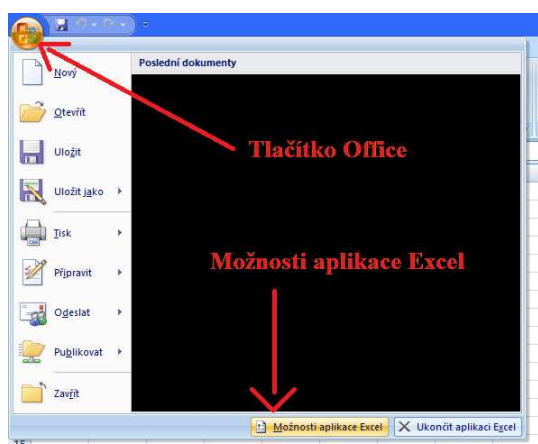 Poslední dokumenty
Nový
Otevřít
Uložit
Tlačítko Office
Uložit jako
Tisk
Možnosti aplikace Excel
Připravit
Odeslat
Publikovat
Zavřít
Možnosti aplikace Excel
Ukončit aplikaci Excel
15